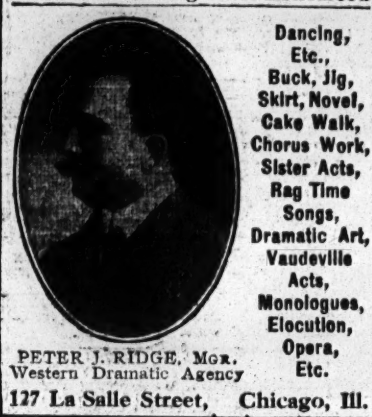 Dancing,
Etc.,
Buck, Jig,
Skirt, Novel,
Cake Walk,
Chorus Work,
Sister Acts,
Rag Time
Songs,
Dramatic Art,
Vaudeville
Acts,
Monologues,
Elocution,
Opera,
Etc.
PETER J. RIDGE, MGR.
Western Dramatic Agency
127 La Salle Street, Chicago, Ill.